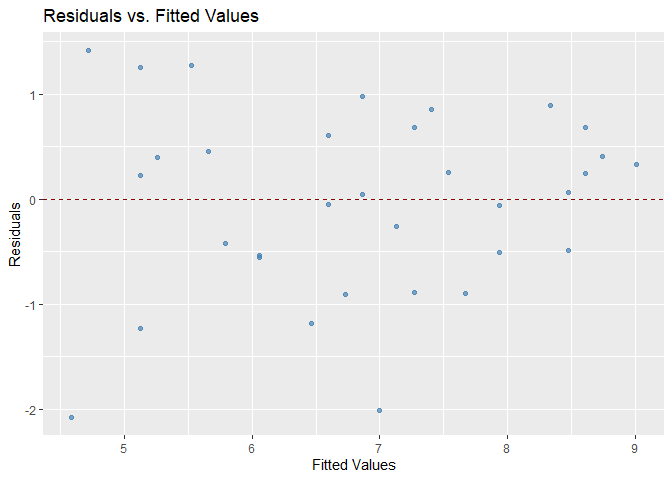 Residuals vs. Fitted Values
1
0
-1
-2
Residuals
5 6 7 8 9
Fitted Values